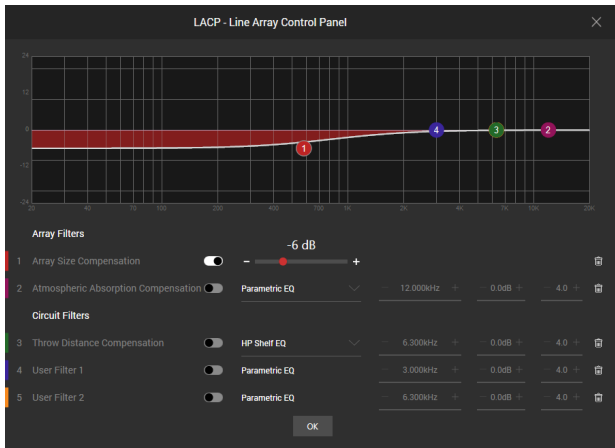 LACP - Line Array Control Panel
24
12
0
-12
-24
20 40 70 100 200 400 700 1K 2K 4K 7K 10K 20K
1 4 3 2
Array Filters
-6 dB
1 Array Size Compensation - +
2 Atmospheric Absorption Compensation Parametric EQ - 12.000kHz + - 0.0dB + - 4.0 +
Circuit Filters
3 Throw Distance Compensation HP Shelf EQ - 6.300kHz + - 0.0dB + - 4.0 +
4 User Filter 1 Parametric EQ - 3.000kHz + - 0.0dB + - 4.0 +
5 User Filter 2 Parametric EQ - 6.300kHz + - 0.0dB + - 4.0 +
OK